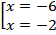 [x = −6
[x = −2